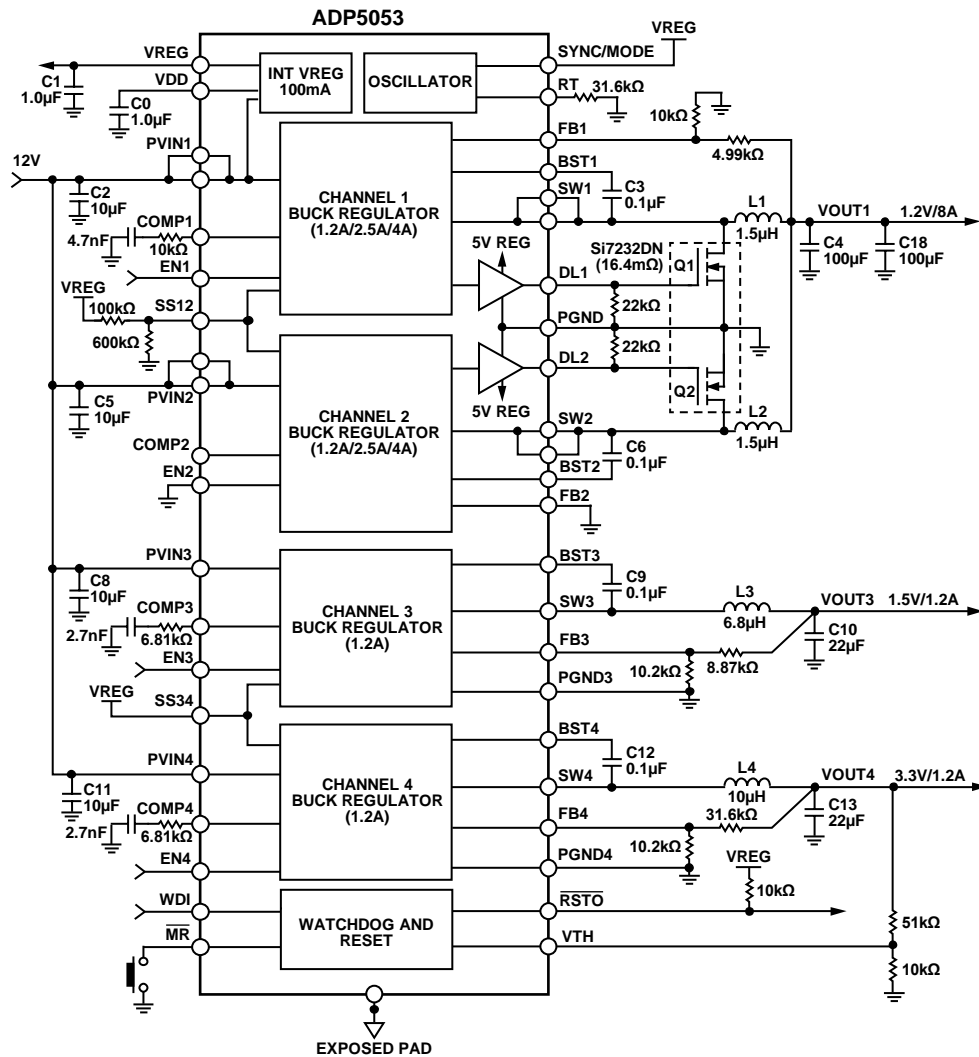 ADP5053
VREG
C1
1.0µF
VDD
C0
1.0µF
INT VREG
100mA
OSCILLATOR
SYNC/MODE
VREG
RT
31.6kΩ
FB1
10kΩ
4.99kΩ
PVIN1
12V
C2
10µF
COMP1
4.7nF
10kΩ
EN1
VREG
100kΩ
SS12
600kΩ
CHANNEL 1
BUCK REGULATOR
(1.2A/2.5A/4A)
BST1
C3
0.1µF
SW1
L1
1.5µH
VOUT1
1.2V/8A
C4
100µF
C18
100µF
5V REG
Si7232DN
(16.4mΩ)
Q1
DL1
22kΩ
PGND
22kΩ
DL2
Q2
5V REG
PVIN2
C5
10µF
COMP2
EN2
CHANNEL 2
BUCK REGULATOR
(1.2A/2.5A/4A)
SW2
L2
1.5µH
C6
0.1µF
BST2
FB2
PVIN3
C8
10µF
COMP3
2.7nF
6.81kΩ
EN3
VREG
SS34
CHANNEL 3
BUCK REGULATOR
(1.2A)
BST3
C9
0.1µF
SW3
L3
6.8µH
VOUT3
1.5V/1.2A
C10
22µF
FB3
10.2kΩ
8.87kΩ
PGND3
PVIN4
C11
10µF
COMP4
2.7nF
6.81kΩ
EN4
CHANNEL 4
BUCK REGULATOR
(1.2A)
BST4
C12
0.1µF
SW4
L4
10µH
VOUT4
3.3V/1.2A
C13
22µF
FB4
31.6kΩ
10.2kΩ
PGND4
VREG
10kΩ
WDI
MR
WATCHDOG AND
RESET
RSTO
VTH
51kΩ
10kΩ
EXPOSED PAD